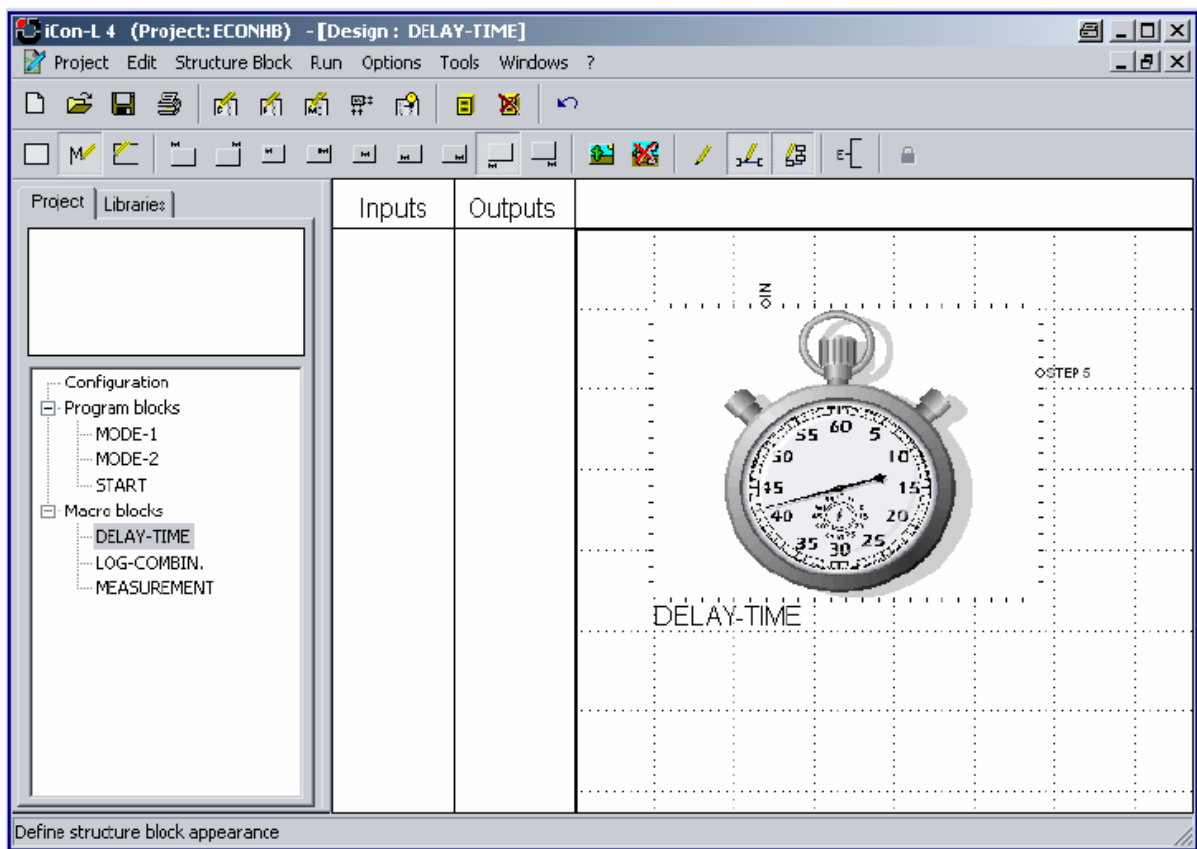 iCon-L 4 (Project: ECONHB) - [Design : DELAY-TIME]
Project Edit Structure Block Run Options Tools Windows ?
Project Libraries
Inputs Outputs
Configuration
Program blocks
MODE-1
MODE-2
START
Macro blocks
DELAY-TIME
LOG-COMBIN.
MEASUREMENT
IN
STEP 5
60
55 5
50 10
45 15
40 20
35 25
30
DELAY-TIME
Define structure block appearance